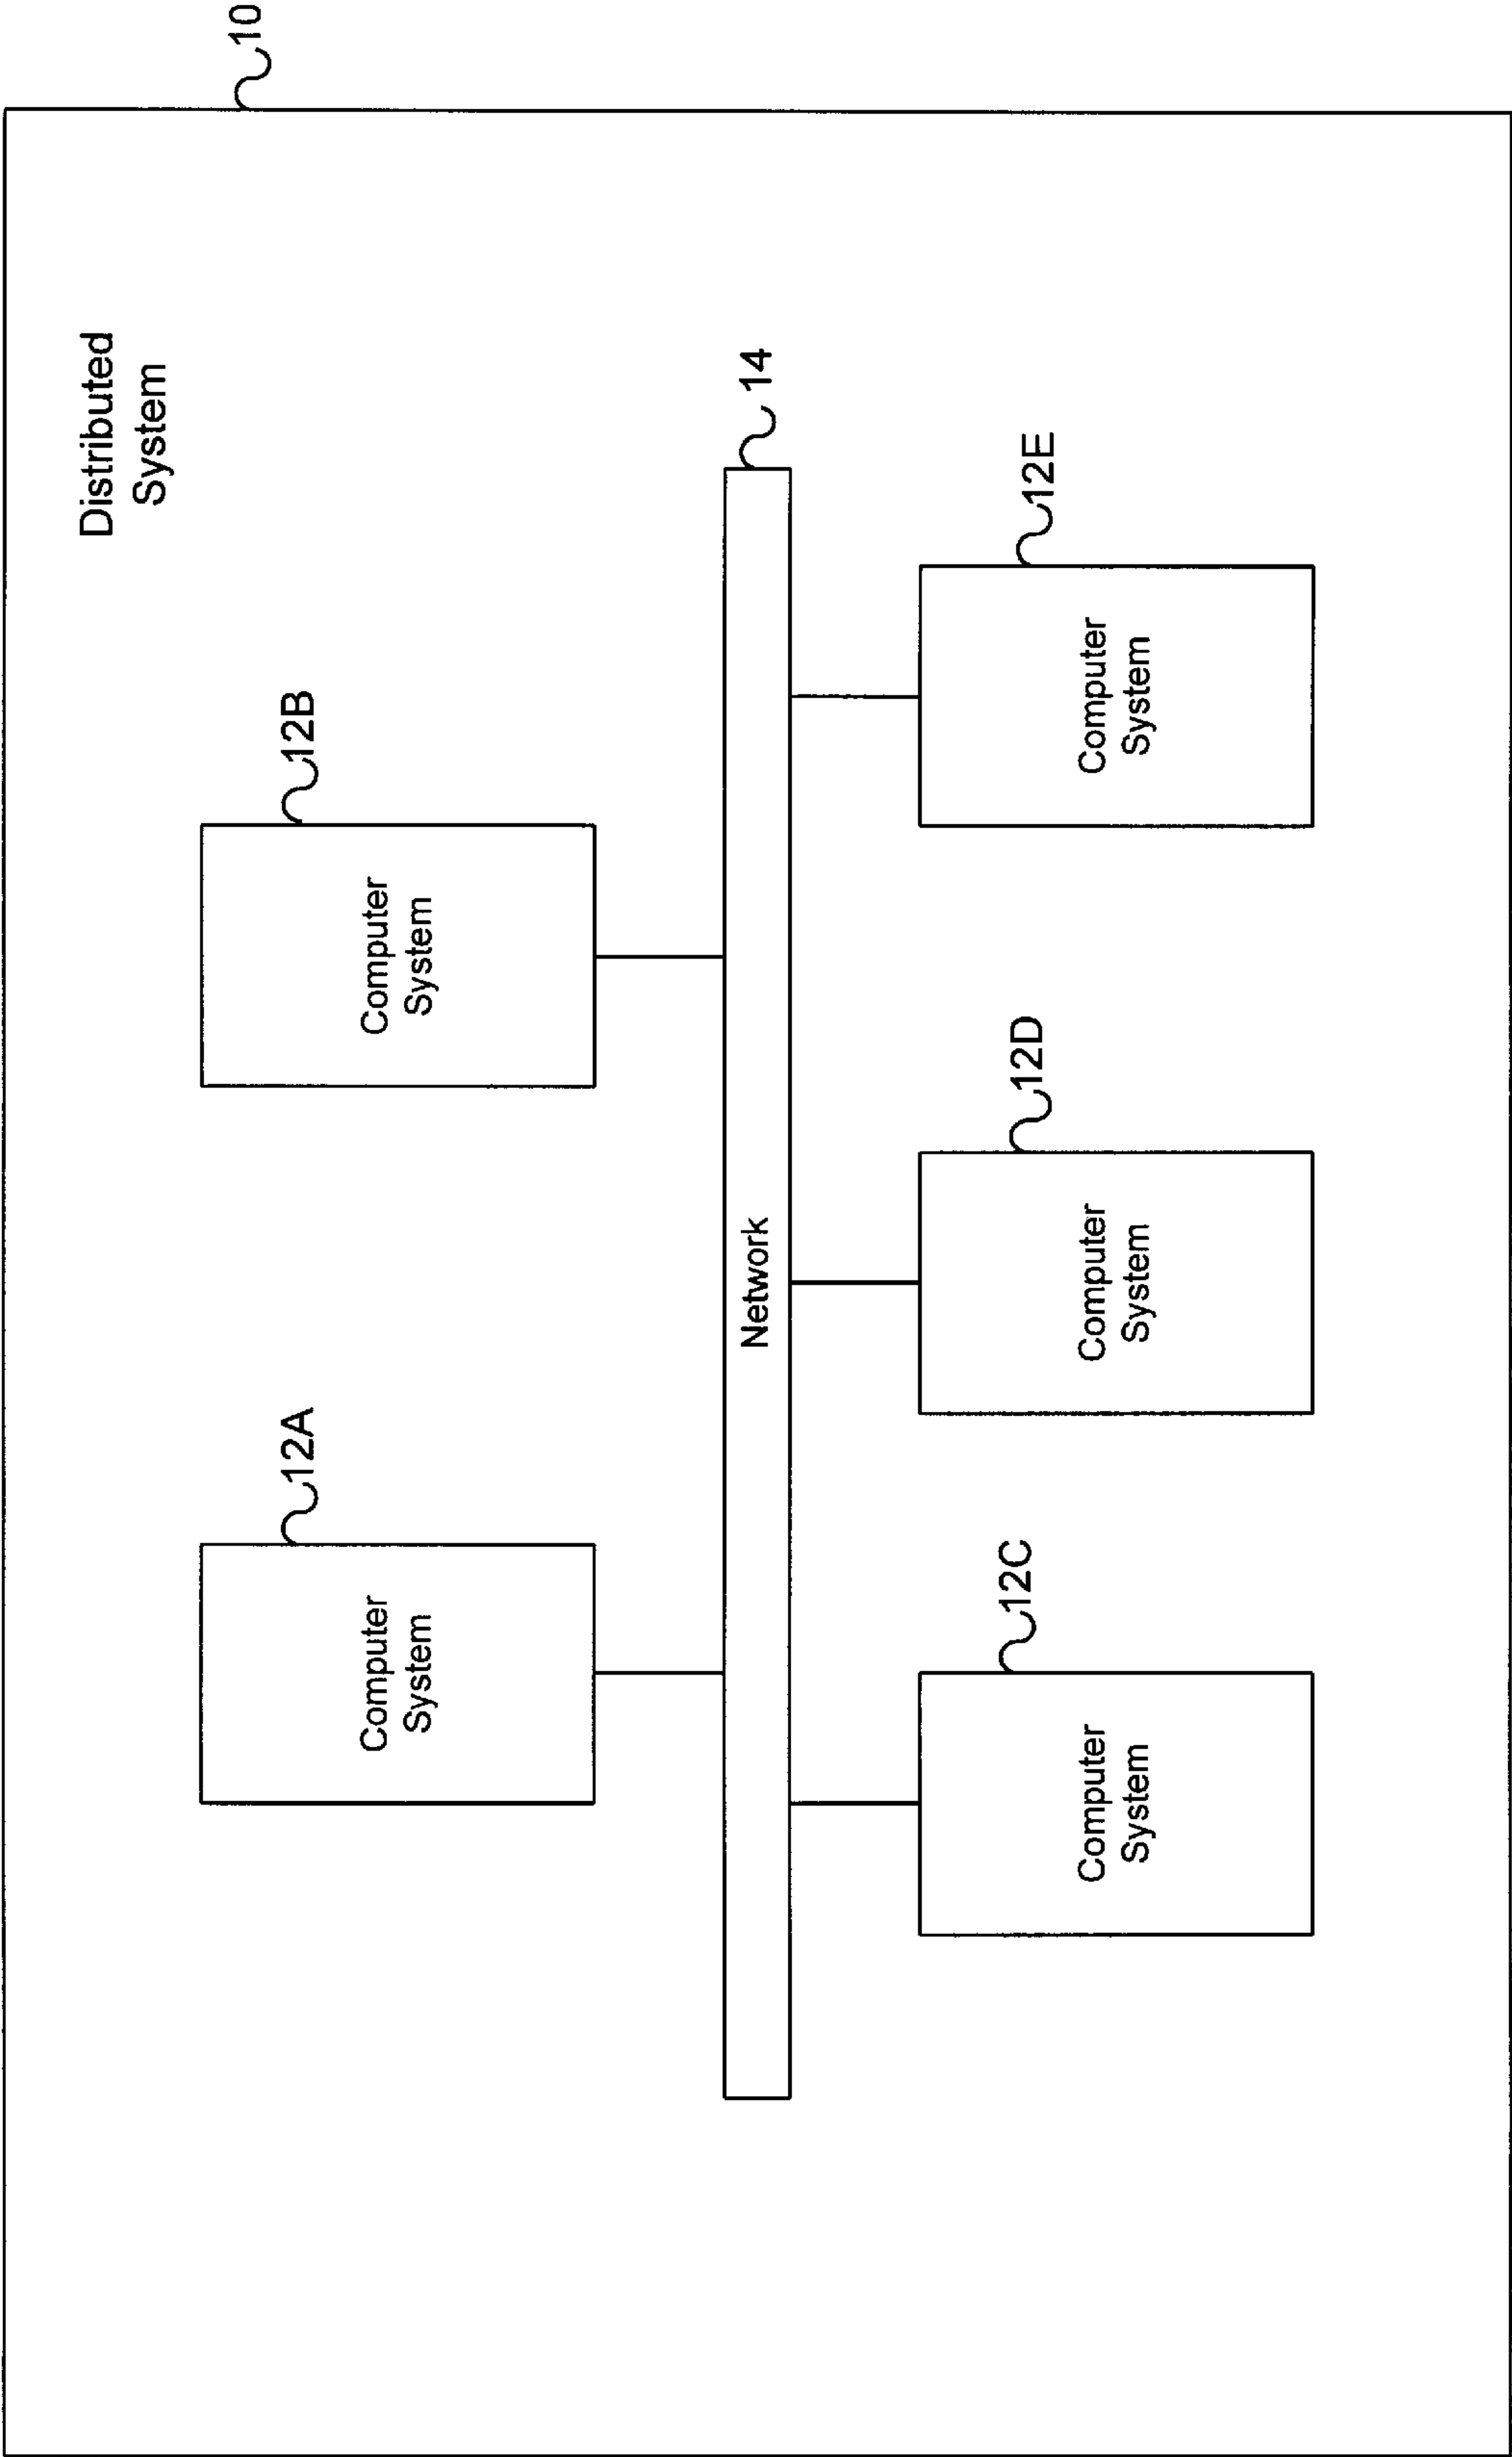 10
Distributed
System
12A
12B
Computer
System
Computer
System
14
Network
12C
12D
12E
Computer
System
Computer
System
Computer
System